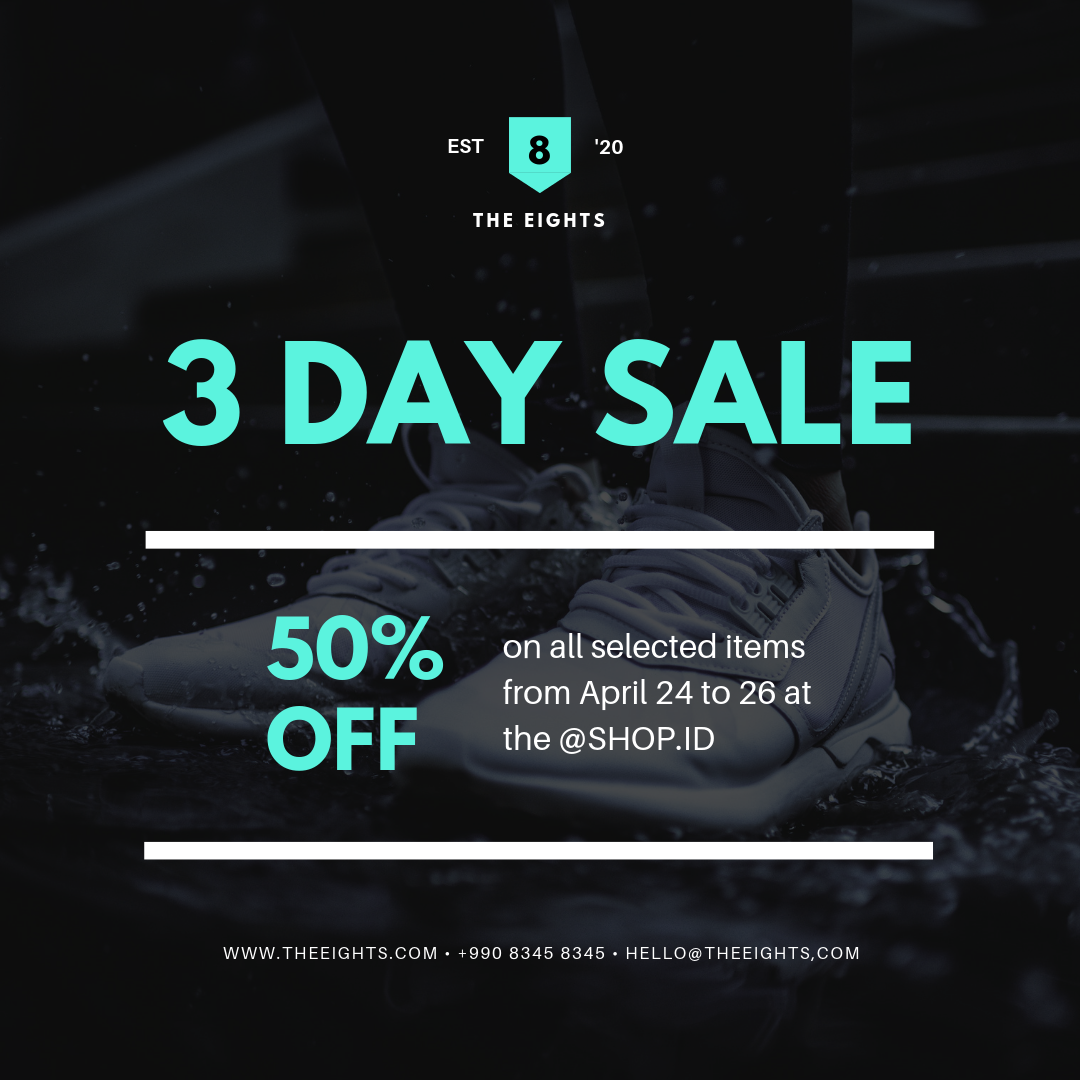 EST 8 '20
THE EIGHTS
3 DAY SALE
50%
OFF
on all selected items
from April 24 to 26 at
the @SHOP.ID
WWW.THEEIGHTS.COM • +990 8345 8345 • HELLO@THEEIGHTS,COM